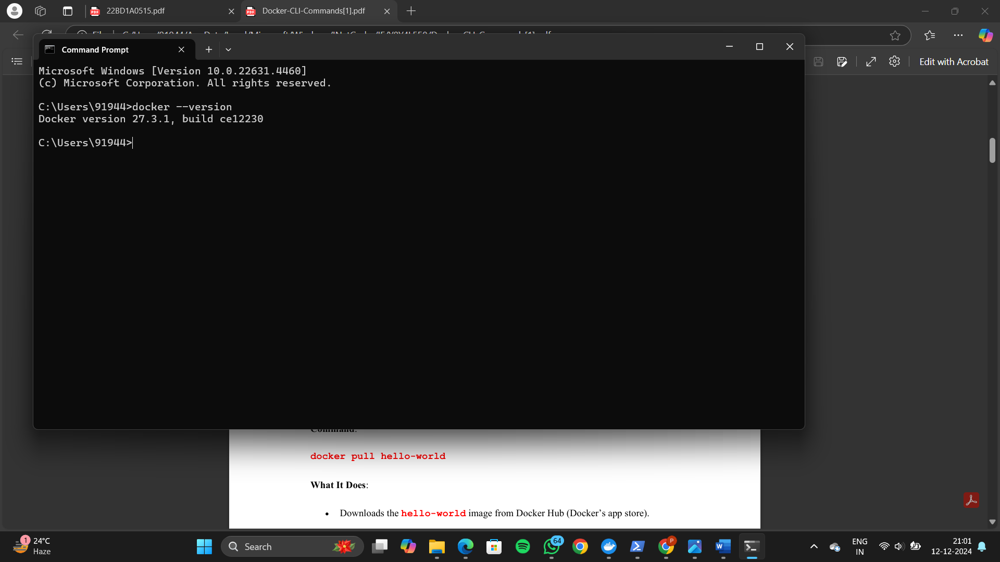 22BD1A0515.pdf
Docker-CLI-Commands[1].pdf
Edit with Acrobat
Command Prompt
Microsoft Windows [Version 10.0.22631.4460]
(c) Microsoft Corporation. All rights reserved.
C:\Users\91944>docker --version
Docker version 27.3.1, build ce12230
C:\Users\91944>
Command:
docker pull hello-world
What It Does:
• Downloads the hello-world image from Docker Hub (Docker’s app store).
1
24°C
Haze
Search
64
P
ENG
IN
21:01
12-12-2024